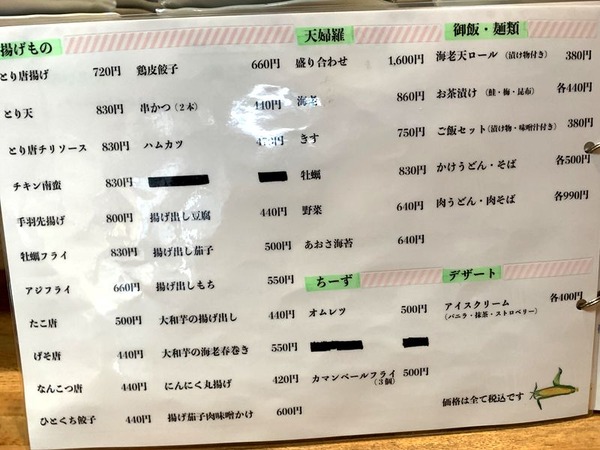 揚げもの
とり唐揚げ 720円
とり天 830円
とり唐チリソース 830円
チキン南蛮 830円
手羽先揚げ 800円
牡蠣フライ 830円
アジフライ 660円
たこ唐 500円
げそ唐 440円
なんこつ唐 440円
ひとくち餃子 440円
鶏皮餃子 660円
串かつ(2本) 440円
ハムカツ
揚げ出し豆腐 440円
揚げ出し茄子 500円
揚げ出しもち 550円
大和芋の揚げ出し 440円
大和芋の海老春巻き 550円
にんにく丸揚げ 420円
揚げ茄子肉味噌かけ 600円
天婦羅
盛り合わせ 1,600円
海老 860円
きす 750円
牡蠣 830円
野菜 640円
あおさ海苔 640円
ちーず
オムレツ 500円
カマンベールフライ 500円
(3個)
御飯・麺類
海老天ロール(漬け物付き) 380円
お茶漬け(鮭・梅・昆布) 各440円
ご飯セット(漬け物・味噌汁付き) 380円
かけうどん・そば 各500円
肉うどん・肉そば 各990円
デザート
アイスクリーム 各400円
(バニラ・抹茶・ストロベリー)
価格は全て税込です